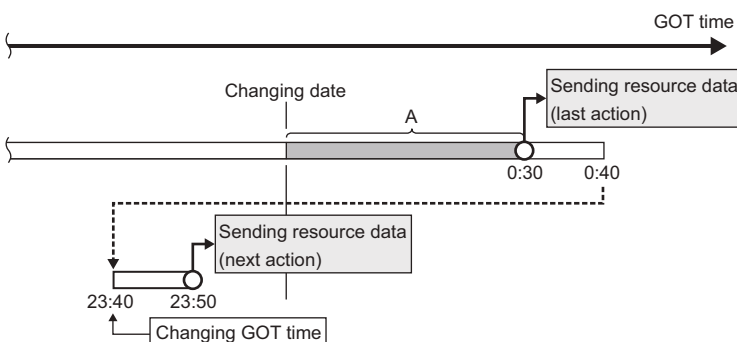 GOT time
Changing date
Sending resource data
(last action)
A
0:30
0:40
Sending resource data
(next action)
23:40
23:50
Changing GOT time